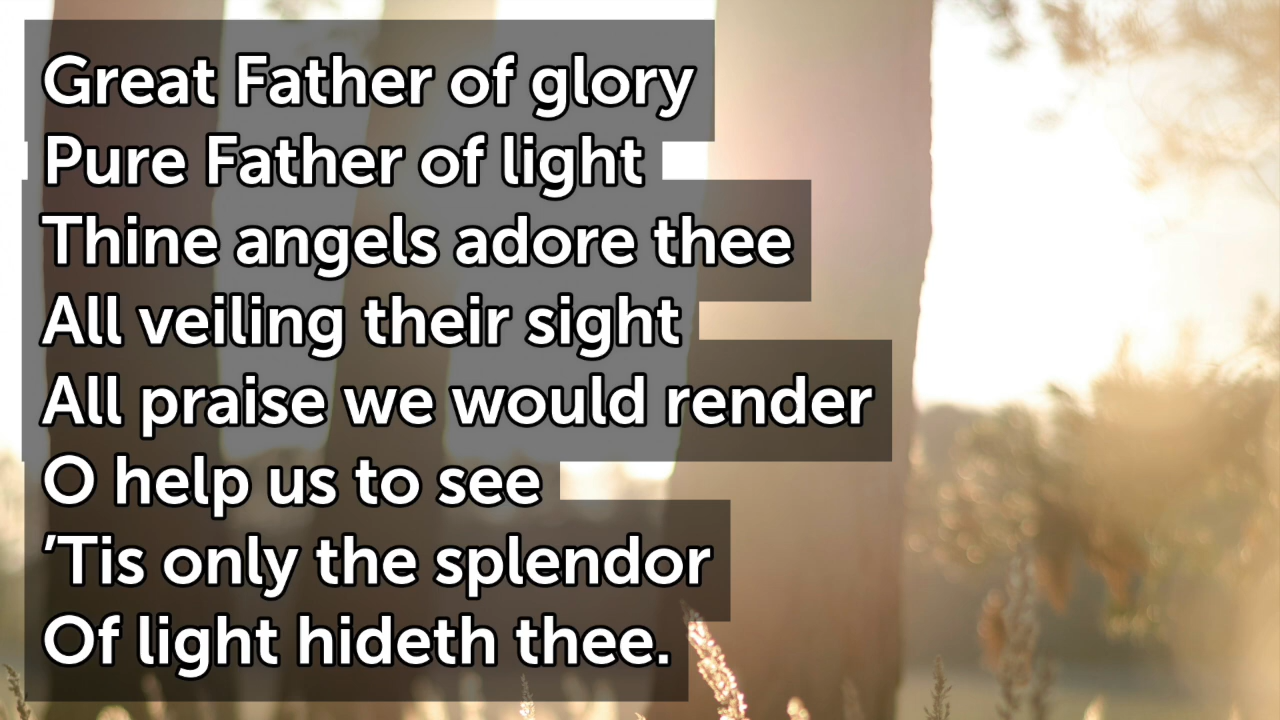 Great Father of glory
Pure Father of light
Thine angels adore thee
All veiling their sight
All praise we would render
O help us to see
’Tis only the splendor
Of light hideth thee.